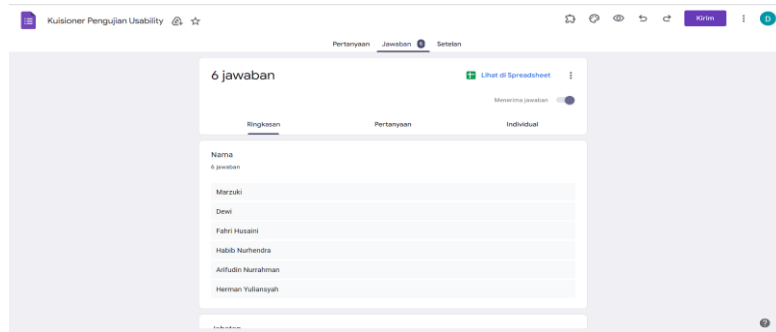 Kuisioner Pengujian Usability
Kirim
D
Pertanyaan Jawaban 6 Setelan
6 jawaban
Lihat di Spreadsheet
Menerima jawaban
Ringkasan Pertanyaan Individual
Nama
6 jawaban
Marzuki
Dewi
Fahri Husaini
Habib Nurhendra
Arifudin Nurrahman
Herman Yuliansyah